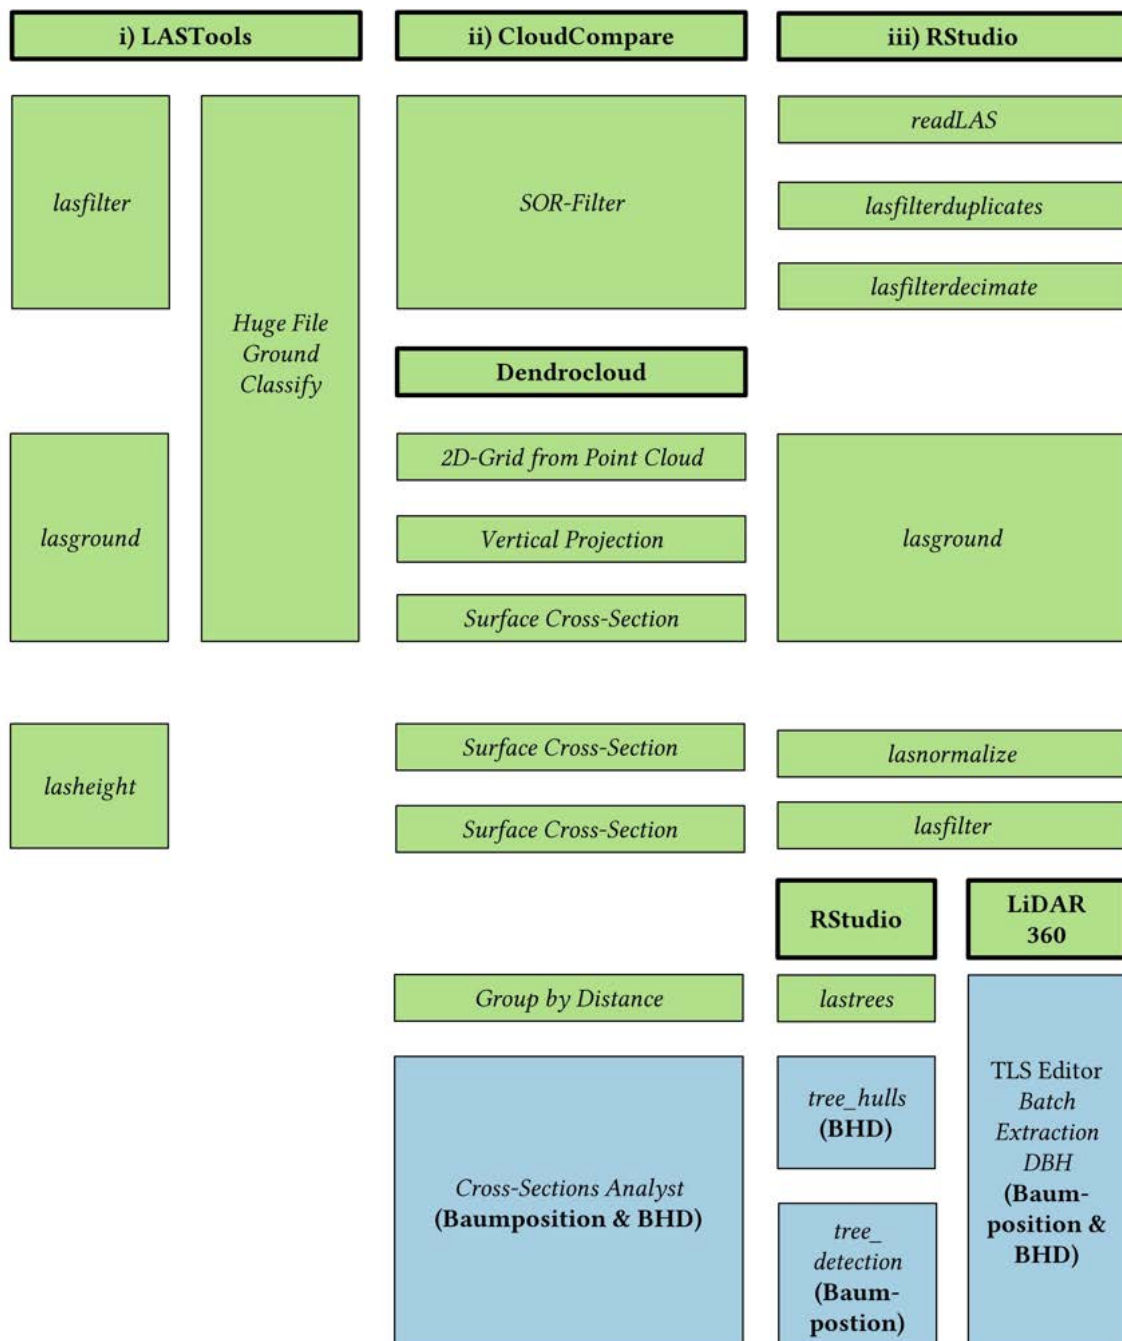 i) LASTools
ii) CloudCompare
iii) RStudio
lasfilter
Huge File
Ground
Classify
SOR-Filter
readLAS
lasfilterduplicates
lasfilterdecimate
Dendrocloud
lasground
2D-Grid from Point Cloud
Vertical Projection
Surface Cross-Section
lasground
lasheight
Surface Cross-Section
Surface Cross-Section
lasnormalize
lasfilter
RStudio
LiDAR
360
Group by Distance
lastrees
Cross-Sections Analyst
(Baumposition & BHD)
tree_hulls
(BHD)
tree_
detection
(Baum-
postion)
TLS Editor
Batch
Extraction
DBH
(Baum-
position &
BHD)